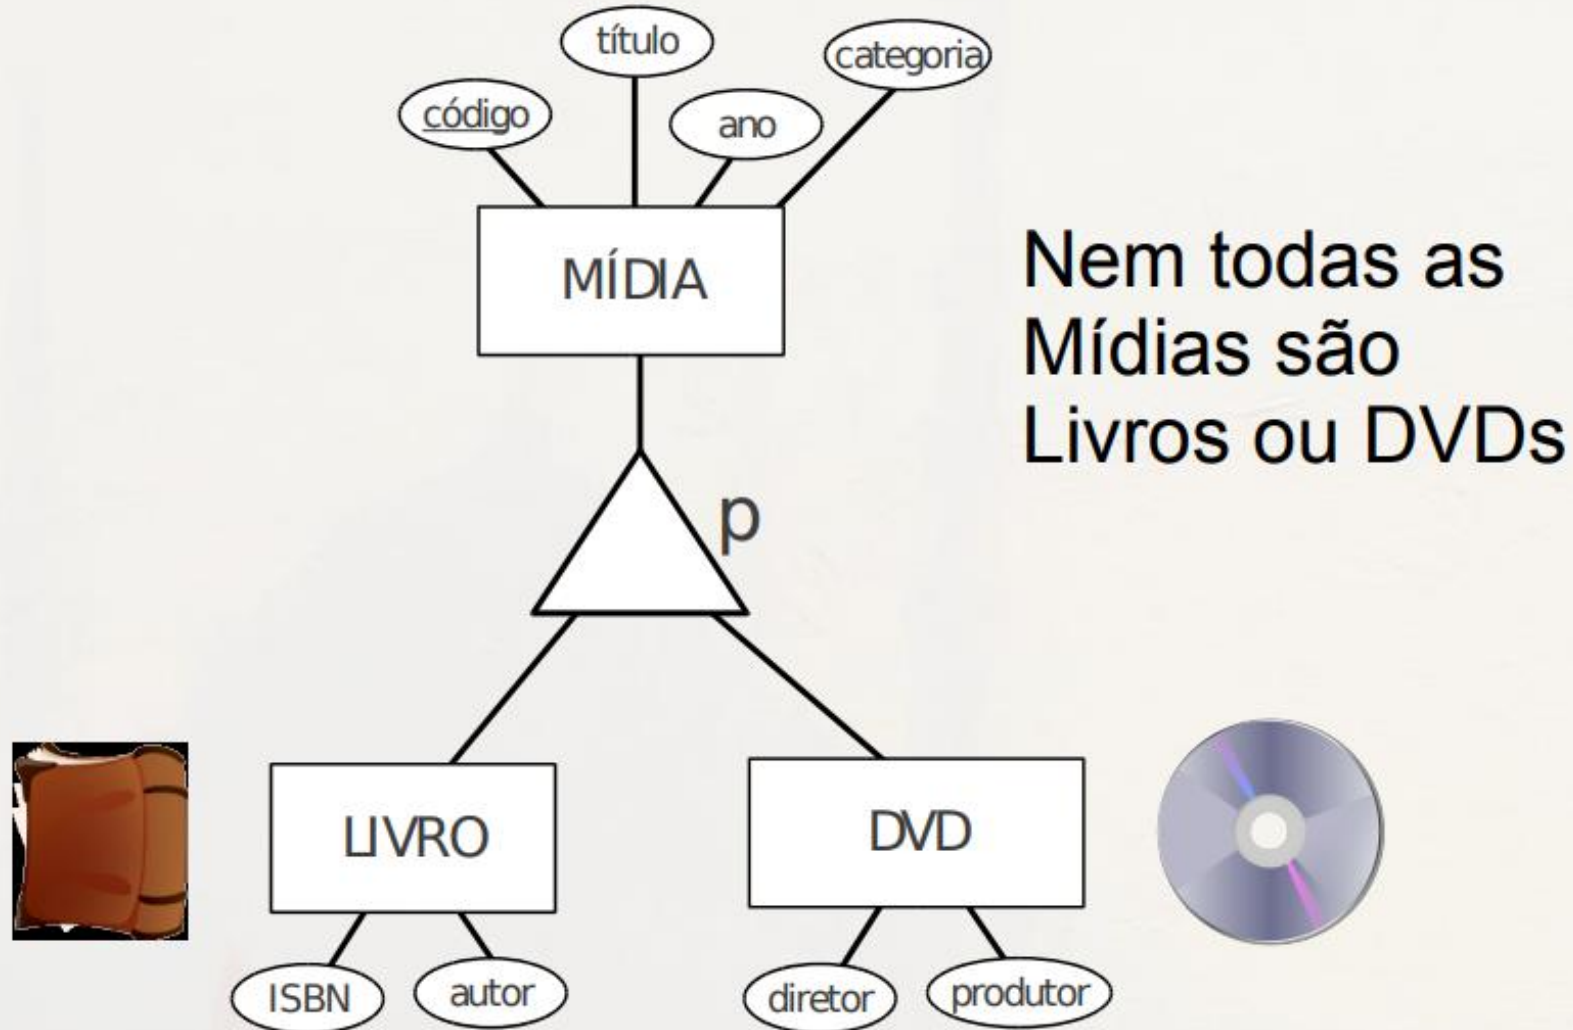 título
categoria
código
ano
MÍDIA
Nem todas as
Mídias são
Livros ou DVDs
p
LIVRO
DVD
ISBN
autor
diretor
produtor